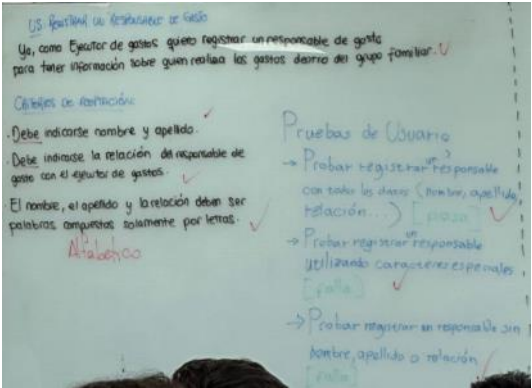 US: Registrar un Responsable de Gasto
Yo, como Ejecutor de gastos quiero registrar un responsable de gasto
para tener información sobre quien realiza los gastos dentro del grupo familiar.
Criterios de Aceptación:
· Debe indicarse nombre y apellido.
· Debe indicarse la relación del responsable de
gasto con el ejecutor de gastos.
· El nombre, el apellido y la relación deben ser
palabras compuestas solamente por letras.
Alfabético
Pruebas de Usuario
→ Probar registrar un responsable
con todos los datos (nombre, apellido,
relación...) [pasa]
→ Probar registrar un responsable
utilizando caracteres especiales
[falla]
→ Probar registrar un responsable sin
nombre, apellido o relación
[falla]